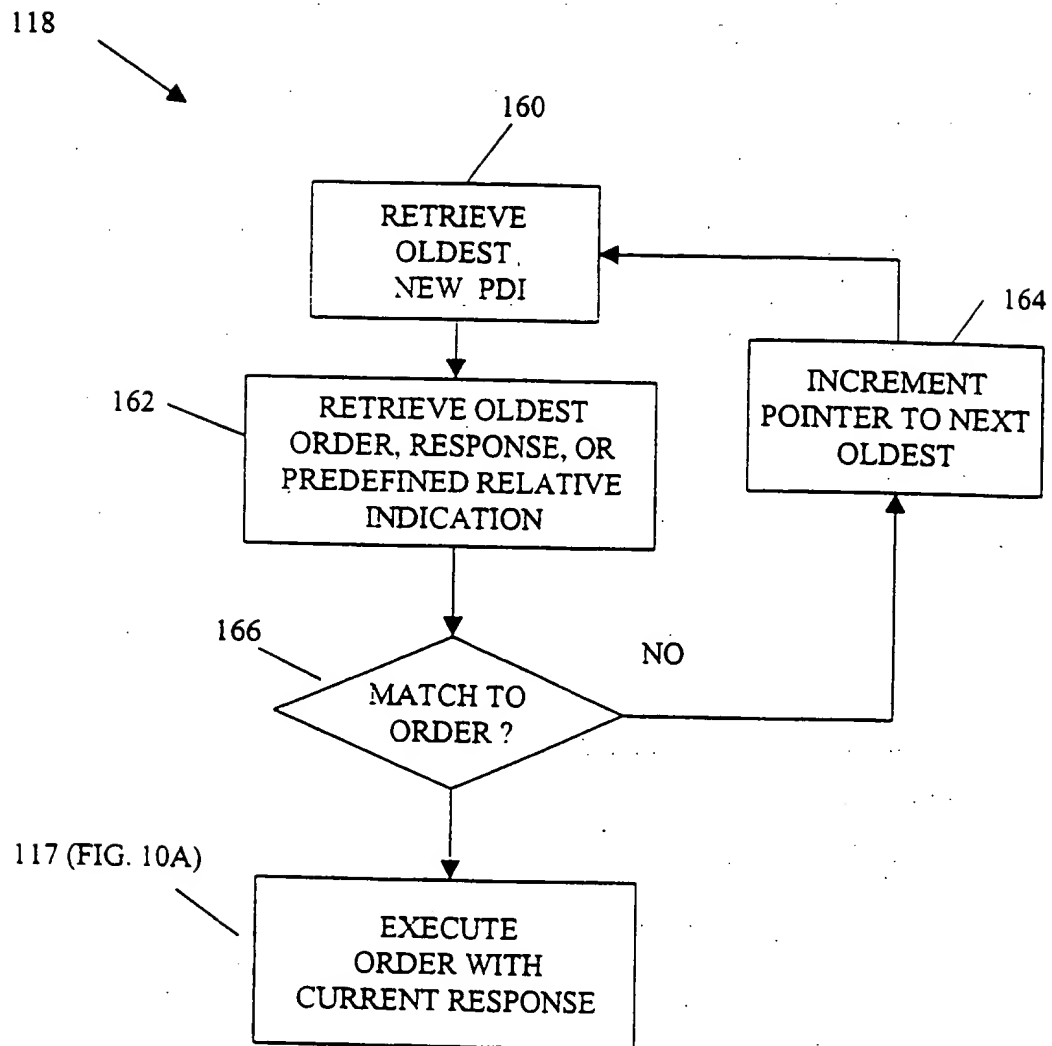 118
160
RETRIEVE
OLDEST
NEW PDI
164
INCREMENT
POINTER TO NEXT
OLDEST
162
RETRIEVE OLDEST
ORDER, RESPONSE, OR
PREDEFINED RELATIVE
INDICATION
166
NO
MATCH TO
ORDER ?
117 (FIG. 10A)
EXECUTE
ORDER WITH
CURRENT RESPONSE